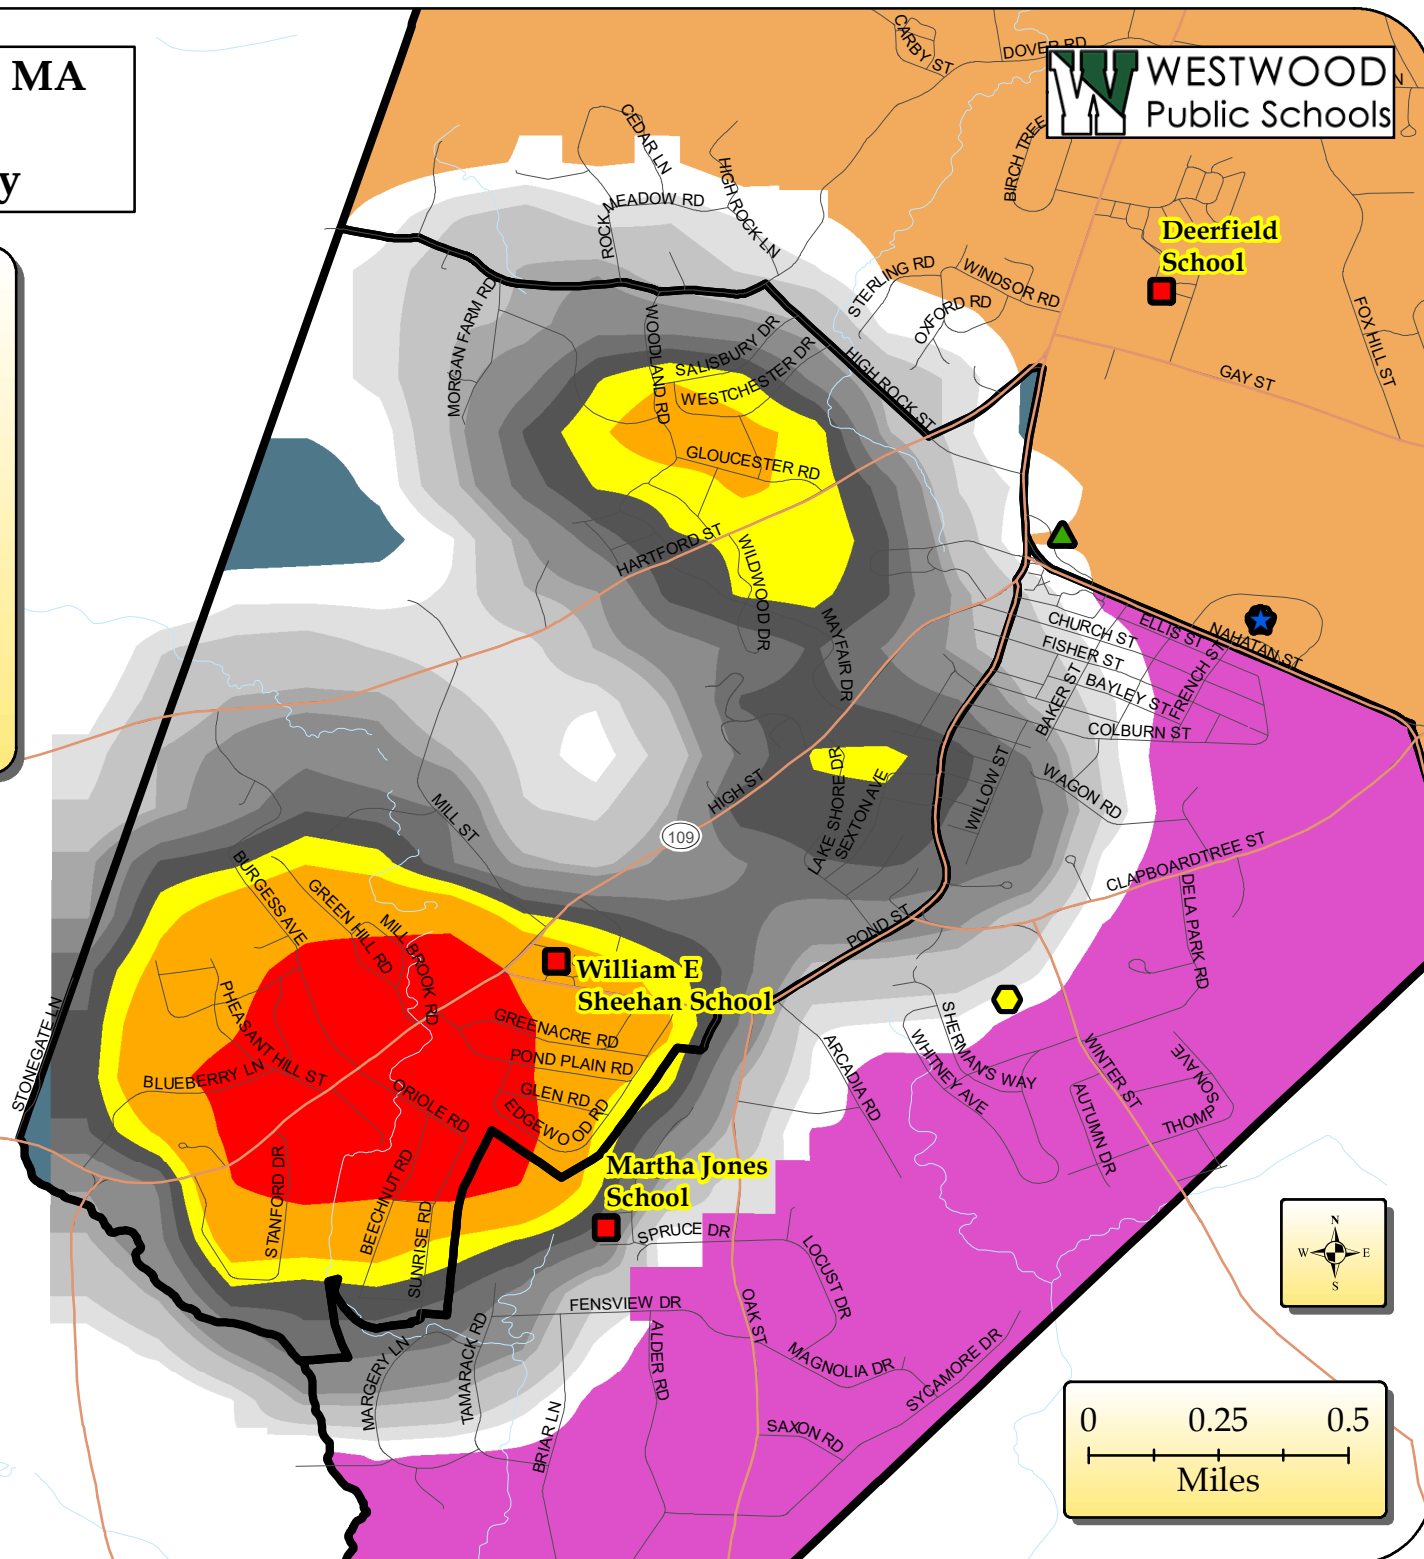 MA
y
WESTWOOD
Public Schools
CARBY ST
DOVER RD
N
BIRCH TREE
CEDAR LN
HIGH ROCK LN
ROCK MEADOW RD
Deerfield
School
STERLING RD
WINDSOR RD
OXFORD RD
FOX HILL ST
GAY ST
MORGAN FARM RD
WOODLAND RD
SALISBURY DR
WESTCHESTER DR
HIGH ROCK ST
GLOUCESTER RD
HARTFORD ST
WILDWOOD DR
MAYFAIR DR
CHURCH ST
ELLIS ST
NAHATAN ST
FISHER ST
FRENCH ST
BAYLEY ST
BAKER ST
COLBURN ST
WAGON RD
WILLOW ST
LAKE SHORE DR
SEXTON AVE
HIGH ST
109
MILL ST
CLAPBOARDTREE ST
DELA PARK RD
POND ST
BURGESS AVE
GREEN HILL RD
MILL BROOK RD
William E
Sheehan School
PHEASANT HILL ST
GREENACRE RD
POND PLAIN RD
GLEN RD
EDGEWOOD RD
BLUEBERRY LN
ORIOLE RD
STONEGATE LN
SHERMAN'S WAY
WHITNEY AVE
ARCADIA RD
WINTER ST
AUTUMN DR
THOMPSON AVE
Martha Jones
School
STANFORD DR
BEECHNUT RD
SUNRISE RD
SPRUCE DR
LOCUST DR
FENSVIEW DR
OAK ST
ALDER RD
MAGNOLIA DR
SYCAMORE DR
SAXON RD
MARGERY LN
TAMARACK RD
BRIAR LN
N
W E
S
0 0.25 0.5
Miles